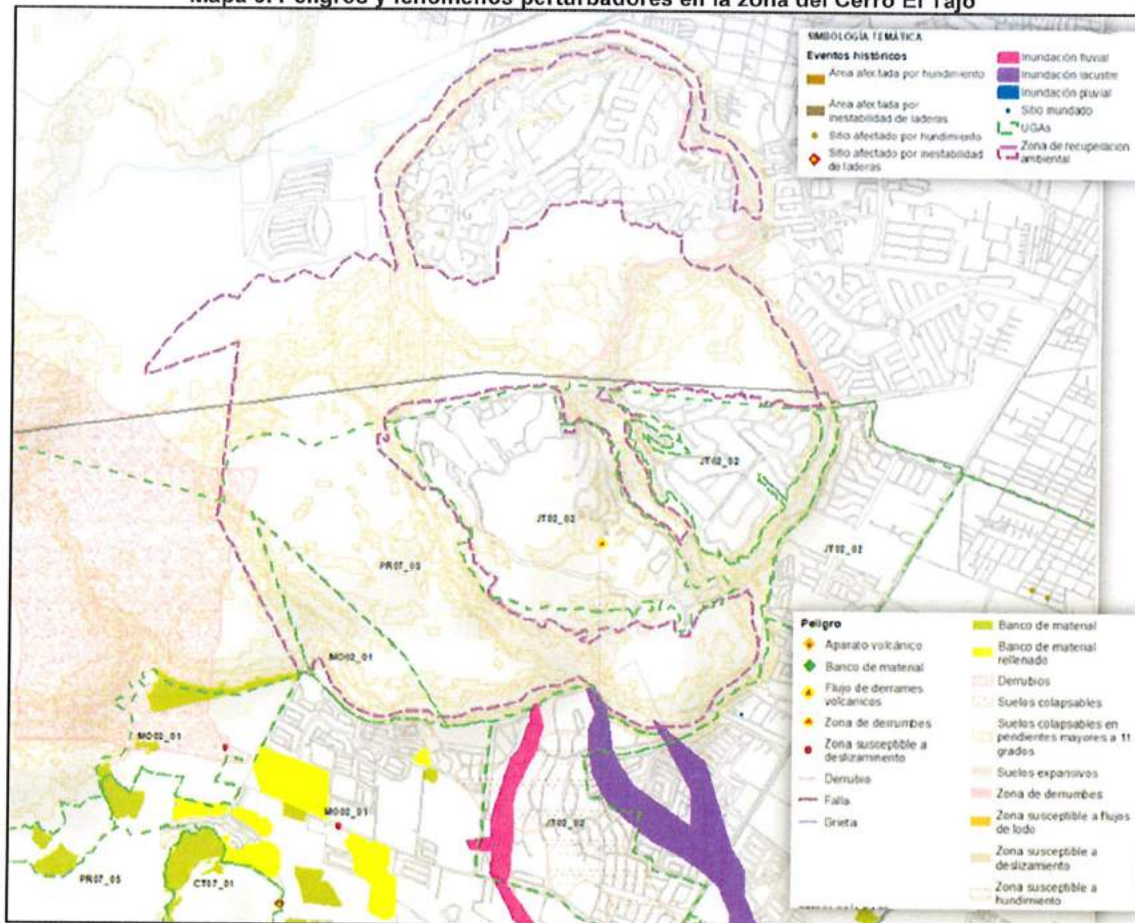 Mapa 6. Peligros y fenómenos perturbadores en la zona del Cerro El Tajo
SIMBOLOGÍA TEMÁTICA
Eventos históricos
Área afectada por hundimiento
Área afectada por
inestabilidad de laderas
Sitio afectado por hundimiento
Sitio afectado por inestabilidad
de laderas
Inundación fluvial
Inundación lacustre
Inundación pluvial
Sitio inundado
UGAs
Zona de recuperación
ambiental
JT02_02
JT02_02
JT02_02
PR07_05
MO02_01
MO02_01
MO02_01
JT02_02
PR07_05
CT07_01
Peligro
Aparato volcánico
Banco de material
Flujo de derrames
volcanicos
Zona de derrumbes
Zona susceptible a
deslizamiento
Derrubio
Falla
Grieta
Banco de material
Banco de material
rellenado
Derrubios
Suelos colapsables
Suelos colapsables en
pendientes mayores a 11
grados
Suelos expansivos
Zona de derrumbes
Zona susceptible a flujos
de lodo
Zona susceptible a
deslizamiento
Zona susceptible a
hundimiento